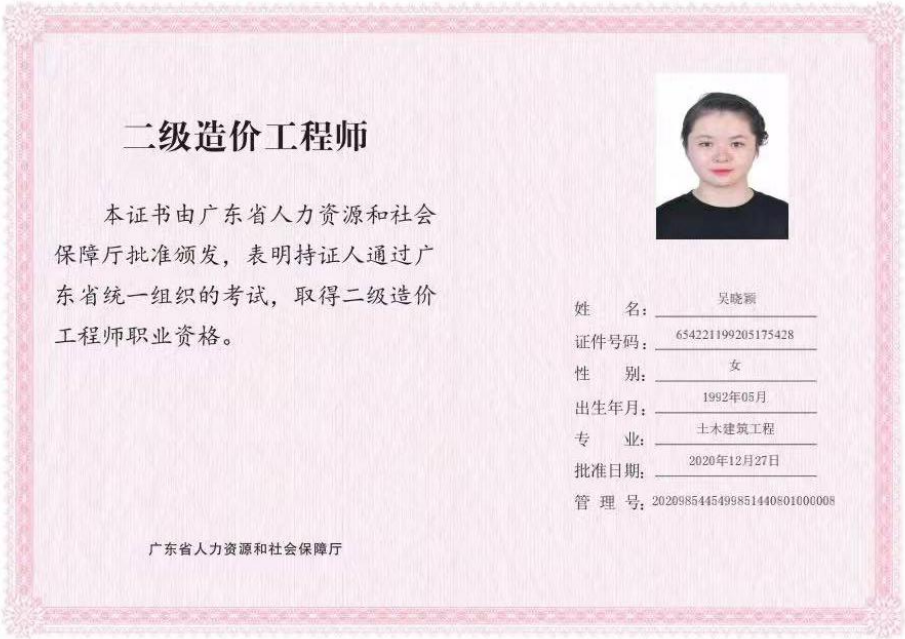 二级造价工程师
本证书由广东省人力资源和社会
保障厅批准颁发，表明持证人通过广
东省统一组织的考试，取得二级造价
工程师职业资格。
广东省人力资源和社会保障厅
姓 名：吴晓颖
证件号码：654221199205175428
性 别：女
出生年月：1992年05月
专 业：土木建筑工程
批准日期：2020年12月27日
管 理 号：2020985445499851440801000008